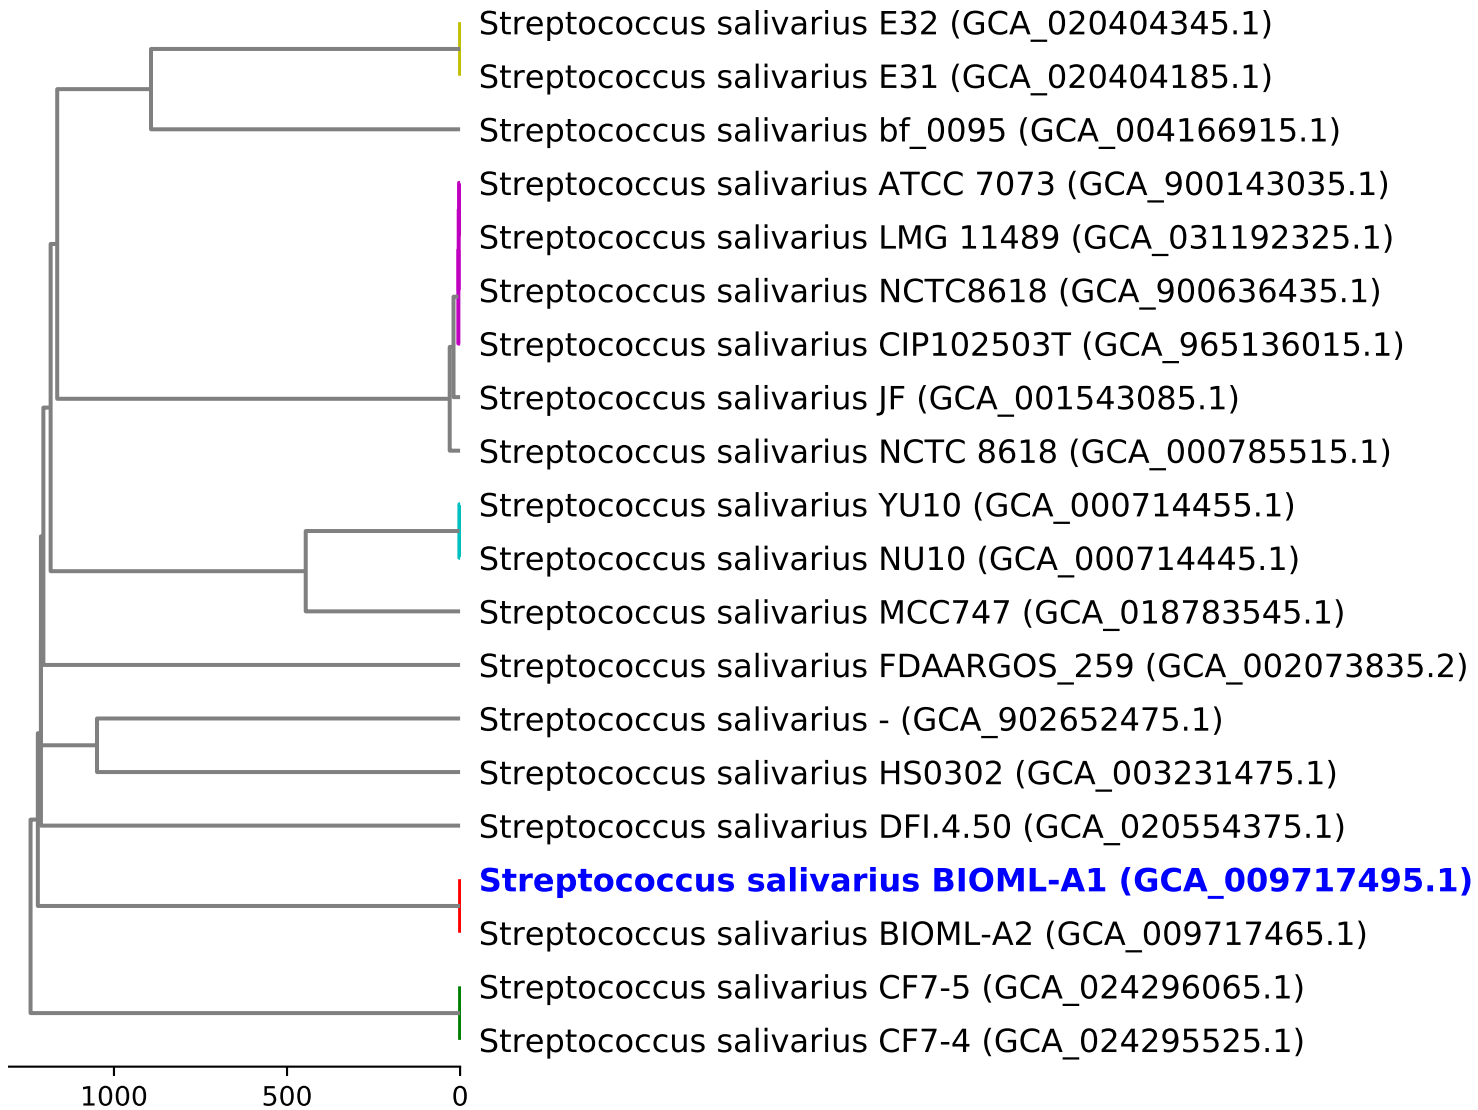 Streptococcus salivarius E32 (GCA_020404345.1)
Streptococcus salivarius E31 (GCA_020404185.1)
Streptococcus salivarius bf_0095 (GCA_004166915.1)
Streptococcus salivarius ATCC 7073 (GCA_900143035.1)
Streptococcus salivarius LMG 11489 (GCA_031192325.1)
Streptococcus salivarius NCTC8618 (GCA_900636435.1)
Streptococcus salivarius CIP102503T (GCA_965136015.1)
Streptococcus salivarius JF (GCA_001543085.1)
Streptococcus salivarius NCTC 8618 (GCA_000785515.1)
Streptococcus salivarius YU10 (GCA_000714455.1)
Streptococcus salivarius NU10 (GCA_000714445.1)
Streptococcus salivarius MCC747 (GCA_018783545.1)
Streptococcus salivarius FDAARGOS_259 (GCA_002073835.2)
Streptococcus salivarius - (GCA_902652475.1)
Streptococcus salivarius HS0302 (GCA_003231475.1)
Streptococcus salivarius DFI.4.50 (GCA_020554375.1)
Streptococcus salivarius BIOML-A1 (GCA_009717495.1)
Streptococcus salivarius BIOML-A2 (GCA_009717465.1)
Streptococcus salivarius CF7-5 (GCA_024296065.1)
Streptococcus salivarius CF7-4 (GCA_024295525.1)
1000 500 0